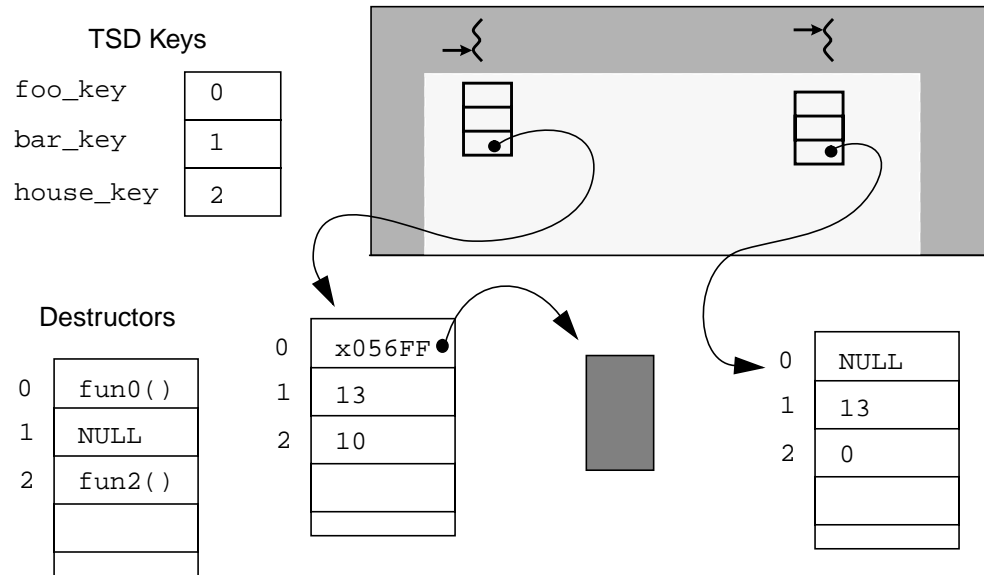 TSD Keys
foo_key 0
bar_key 1
house_key 2
Destructors
0 fun0()
1 NULL
2 fun2()
0 x056FF
1 13
2 10
0 NULL
1 13
2 0